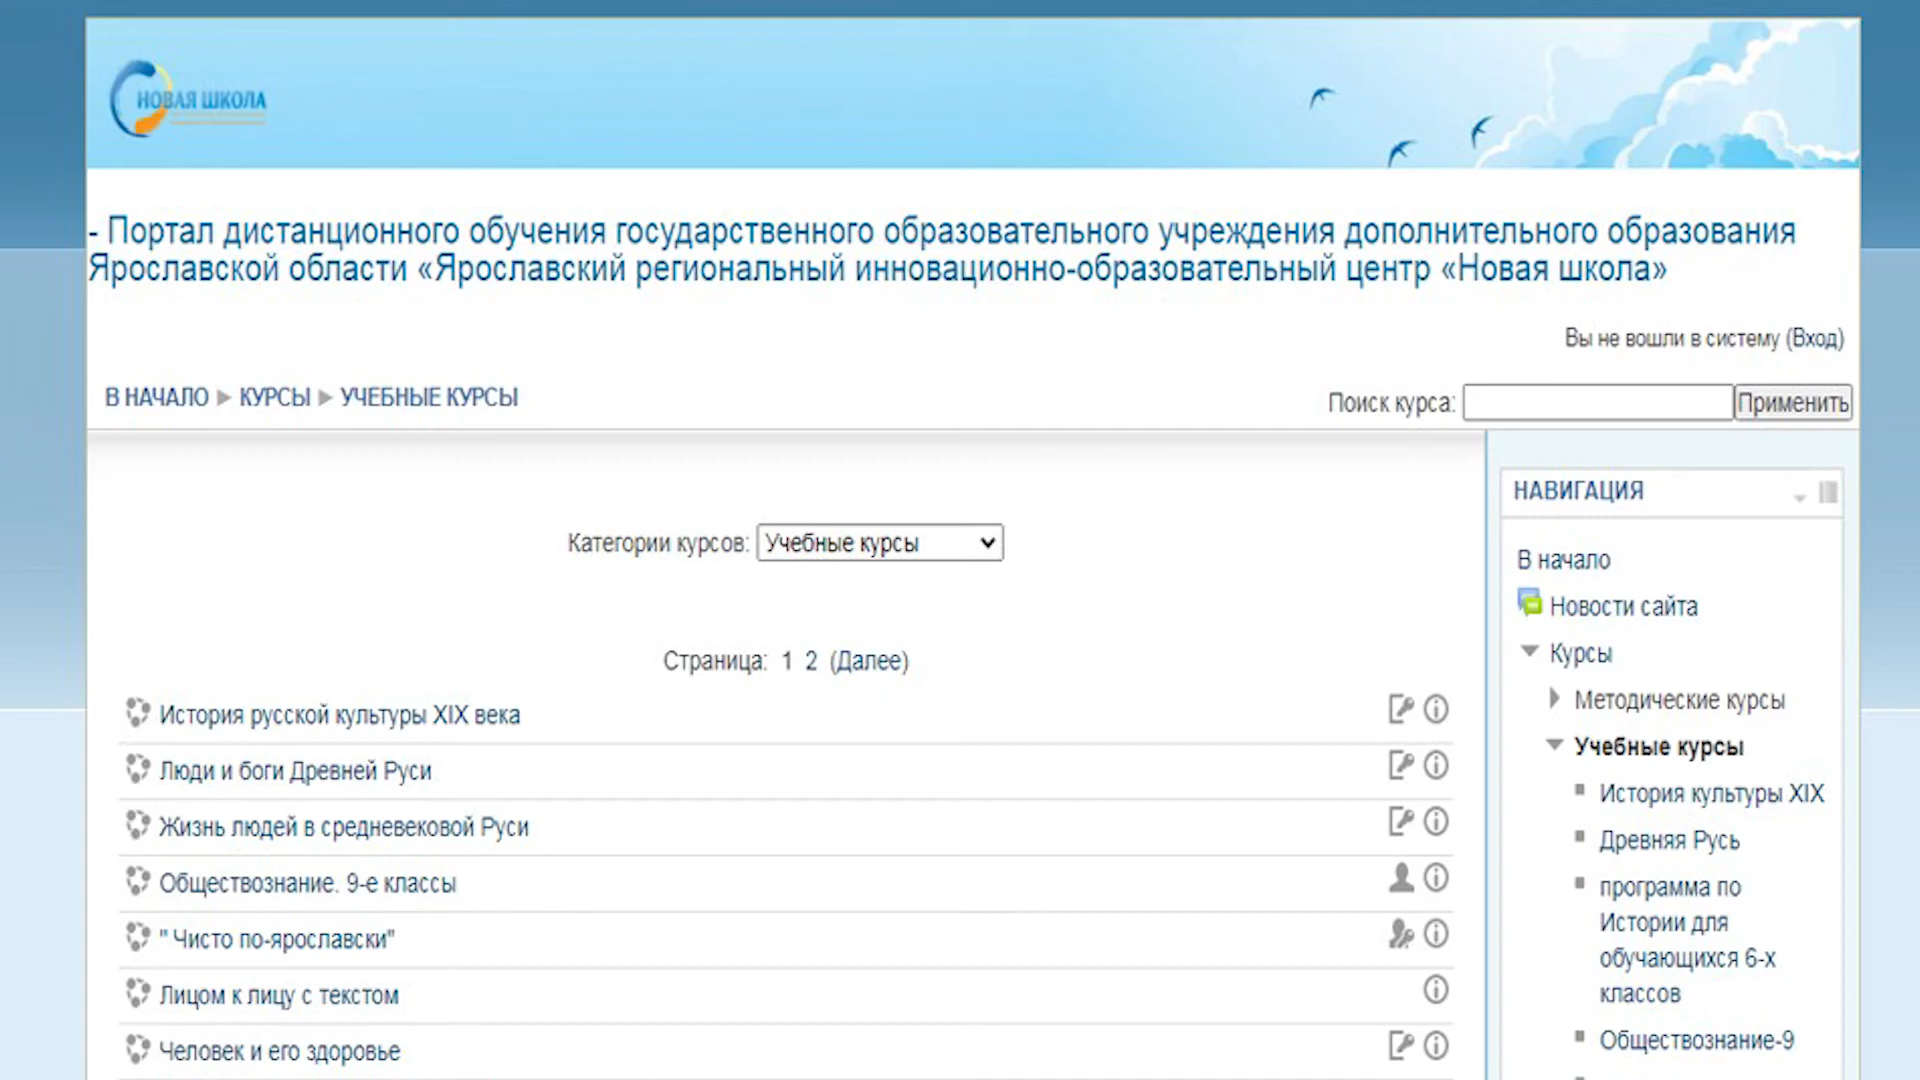 НОВАЯ ШКОЛА
- Портал дистанционного обучения государственного образовательного учреждения дополнительного образования
Ярославской области «Ярославский региональный инновационно-образовательный центр «Новая школа»
Вы не вошли в систему (Вход)
В НАЧАЛО ▶ КУРСЫ ▶ УЧЕБНЫЕ КУРСЫ
Поиск курса: Применить
Категории курсов: Учебные курсы
Страница: 1 2 (Далее)
История русской культуры XIX века
Люди и боги Древней Руси
Жизнь людей в средневековой Руси
Обществознание. 9-е классы
" Чисто по-ярославски"
Лицом к лицу с текстом
Человек и его здоровье
НАВИГАЦИЯ
В начало
Новости сайта
Курсы
Методические курсы
Учебные курсы
История культуры XIX
Древняя Русь
программа по
Истории для
обучающихся 6-х
классов
Обществознание-9